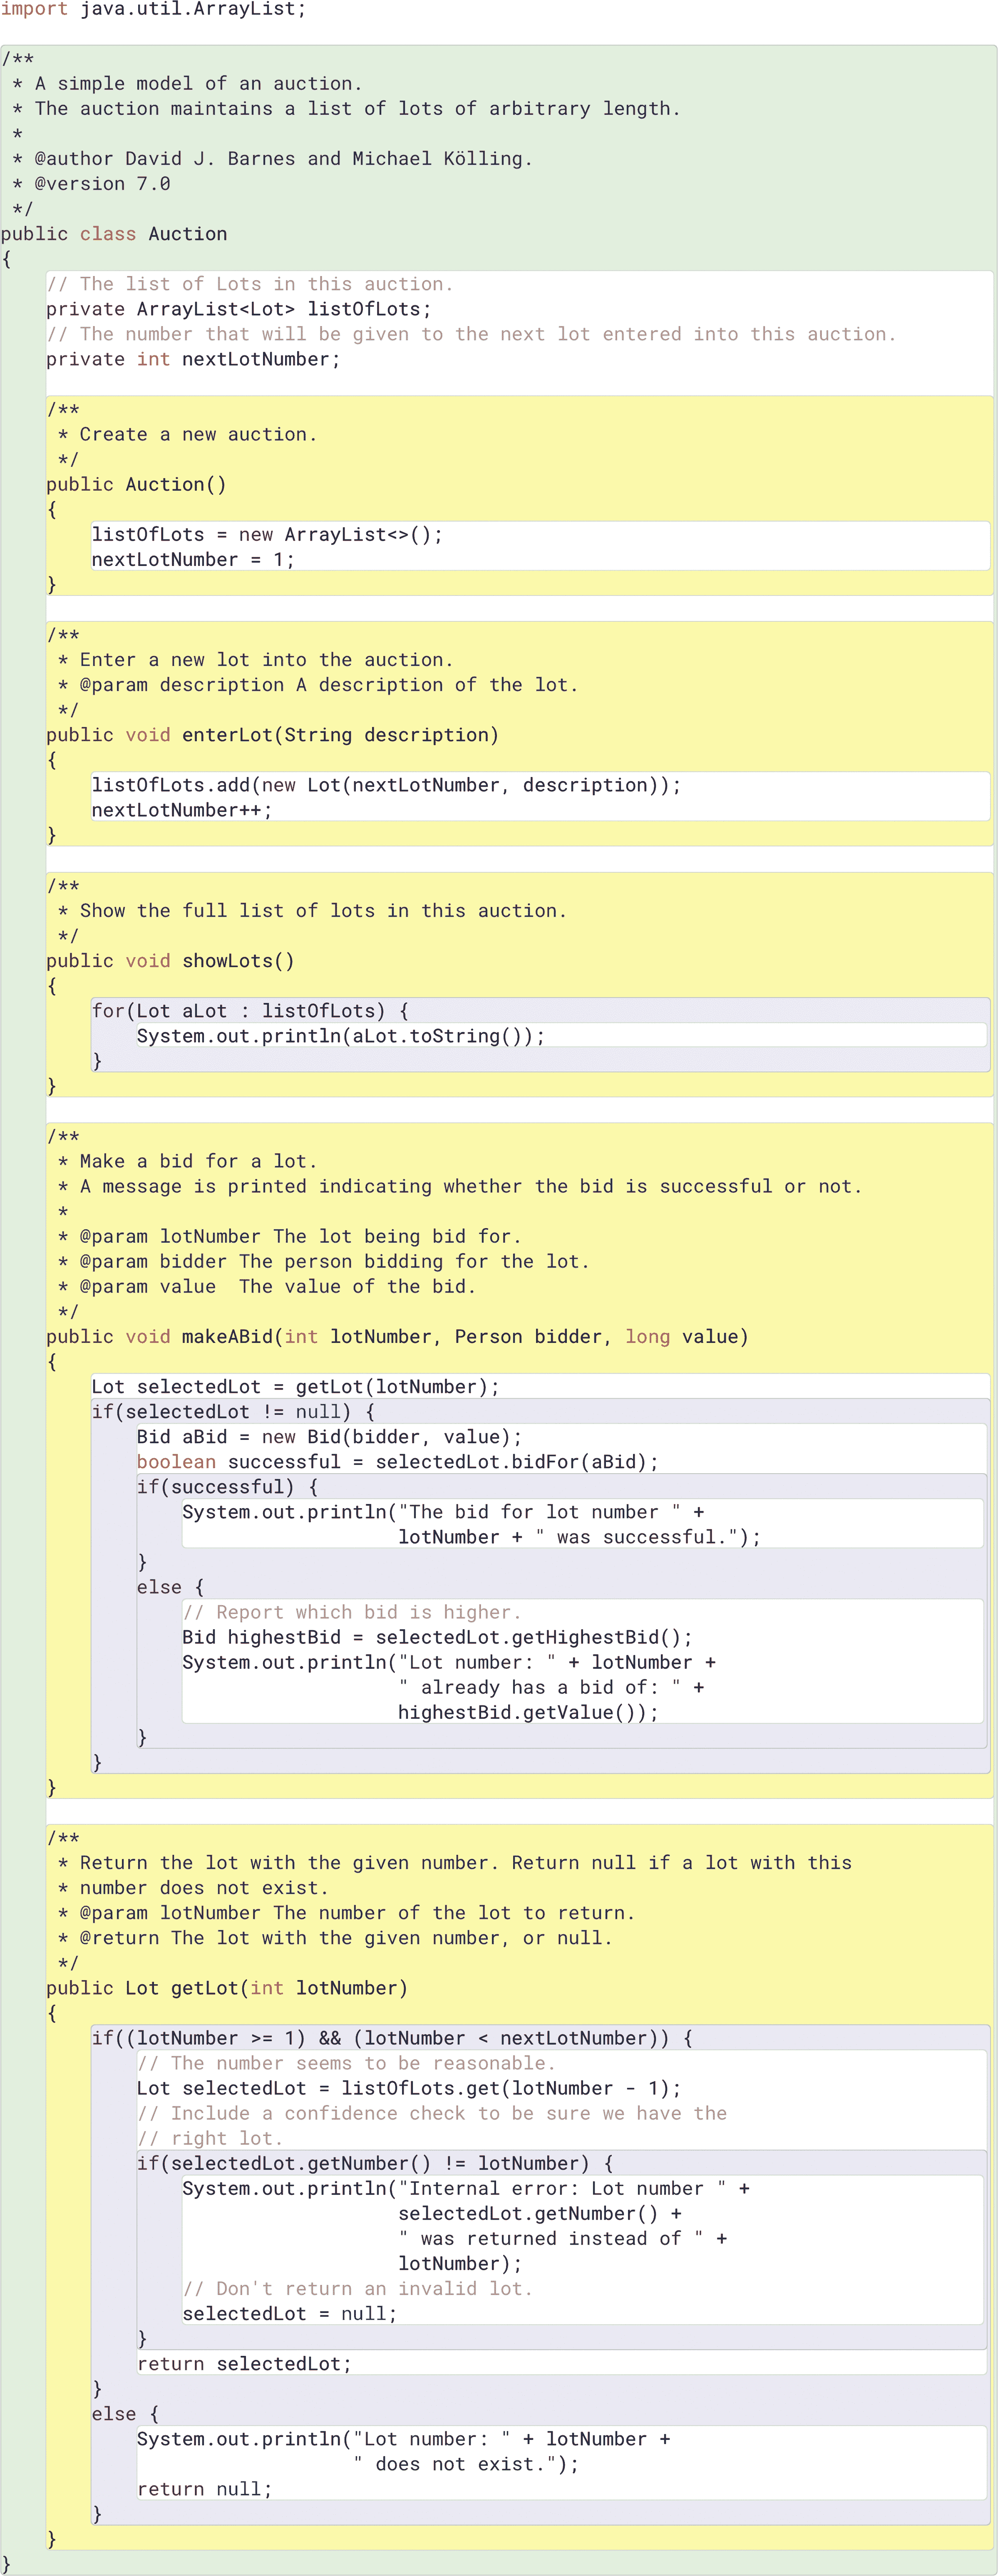 import java.util.ArrayList;

/**
 * A simple model of an auction.
 * The auction maintains a list of lots of arbitrary length.
 *
 * @author David J. Barnes and Michael Kölling.
 * @version 7.0
 */
public class Auction
{
    // The list of Lots in this auction.
    private ArrayList<Lot> listOfLots;
    // The number that will be given to the next lot entered into this auction.
    private int nextLotNumber;

    /**
     * Create a new auction.
     */
    public Auction()
    {
        listOfLots = new ArrayList<>();
        nextLotNumber = 1;
    }

    /**
     * Enter a new lot into the auction.
     * @param description A description of the lot.
     */
    public void enterLot(String description)
    {
        listOfLots.add(new Lot(nextLotNumber, description));
        nextLotNumber++;
    }

    /**
     * Show the full list of lots in this auction.
     */
    public void showLots()
    {
        for(Lot aLot : listOfLots) {
            System.out.println(aLot.toString());
        }
    }

    /**
     * Make a bid for a lot.
     * A message is printed indicating whether the bid is successful or not.
     *
     * @param lotNumber The lot being bid for.
     * @param bidder The person bidding for the lot.
     * @param value  The value of the bid.
     */
    public void makeABid(int lotNumber, Person bidder, long value)
    {
        Lot selectedLot = getLot(lotNumber);
        if(selectedLot != null) {
            Bid aBid = new Bid(bidder, value);
            boolean successful = selectedLot.bidFor(aBid);
            if(successful) {
                System.out.println("The bid for lot number " +
                                   lotNumber + " was successful.");
            }
            else {
                // Report which bid is higher.
                Bid highestBid = selectedLot.getHighestBid();
                System.out.println("Lot number: " + lotNumber +
                                   " already has a bid of: " +
                                   highestBid.getValue());
            }
        }
    }

    /**
     * Return the lot with the given number. Return null if a lot with this
     * number does not exist.
     * @param lotNumber The number of the lot to return.
     * @return The lot with the given number, or null.
     */
    public Lot getLot(int lotNumber)
    {
        if((lotNumber >= 1) && (lotNumber < nextLotNumber)) {
            // The number seems to be reasonable.
            Lot selectedLot = listOfLots.get(lotNumber - 1);
            // Include a confidence check to be sure we have the
            // right lot.
            if(selectedLot.getNumber() != lotNumber) {
                System.out.println("Internal error: Lot number " +
                                   selectedLot.getNumber() +
                                   " was returned instead of " +
                                   lotNumber);
                // Don't return an invalid lot.
                selectedLot = null;
            }
            return selectedLot;
        }
        else {
            System.out.println("Lot number: " + lotNumber +
                               " does not exist.");
            return null;
        }
    }
}